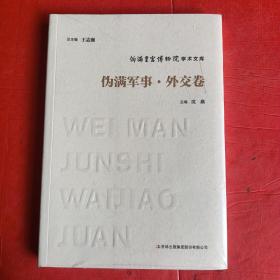 总主编 王志强
伪满皇宫博物院 学术文库
伪满军事·外交卷
主编 沈燕
WEI MAN
JUNSHI
WAIJIAO
JUAN
吉林出版集团股份有限公司